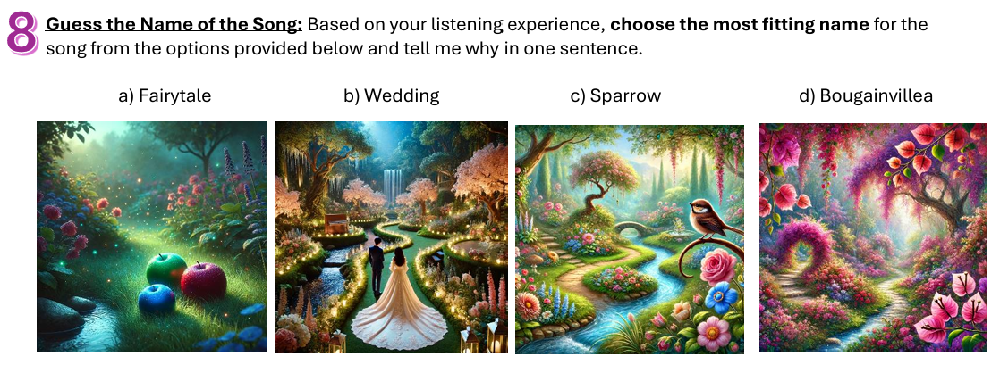 8 Guess the Name of the Song: Based on your listening experience, choose the most fitting name for the
song from the options provided below and tell me why in one sentence.
a) Fairytale b) Wedding c) Sparrow d) Bougainvillea